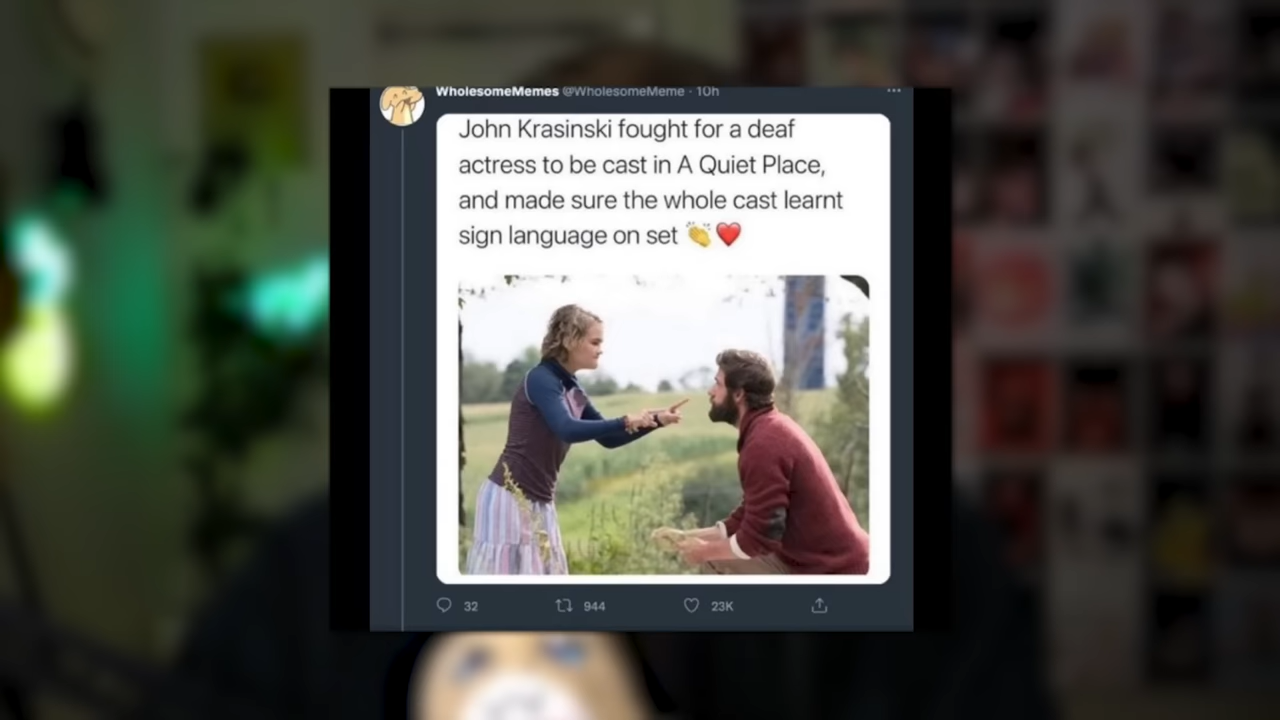 WholesomeMemes @WholesomeMeme · 10h
John Krasinski fought for a deaf
actress to be cast in A Quiet Place,
and made sure the whole cast learnt
sign language on set 👏❤️
32 944 23K